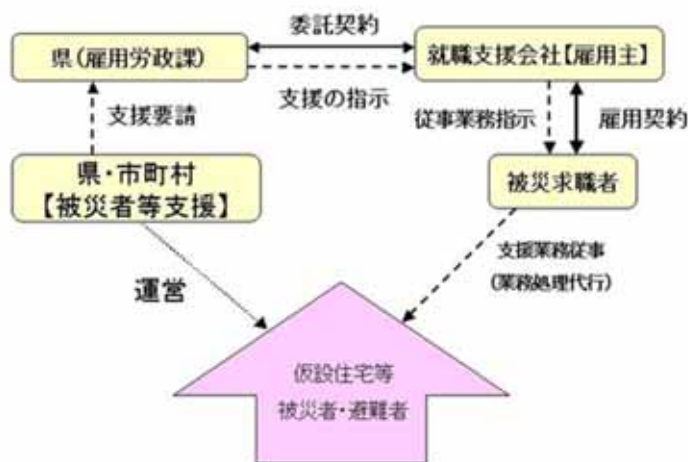 委託契約
県(雇用労政課)
就職支援会社【雇用主】
支援の指示
支援要請
従事業務指示
雇用契約
県・市町村
【被災者等支援】
被災求職者
支援業務従事
(業務処理代行)
運営
仮設住宅等
被災者・避難者